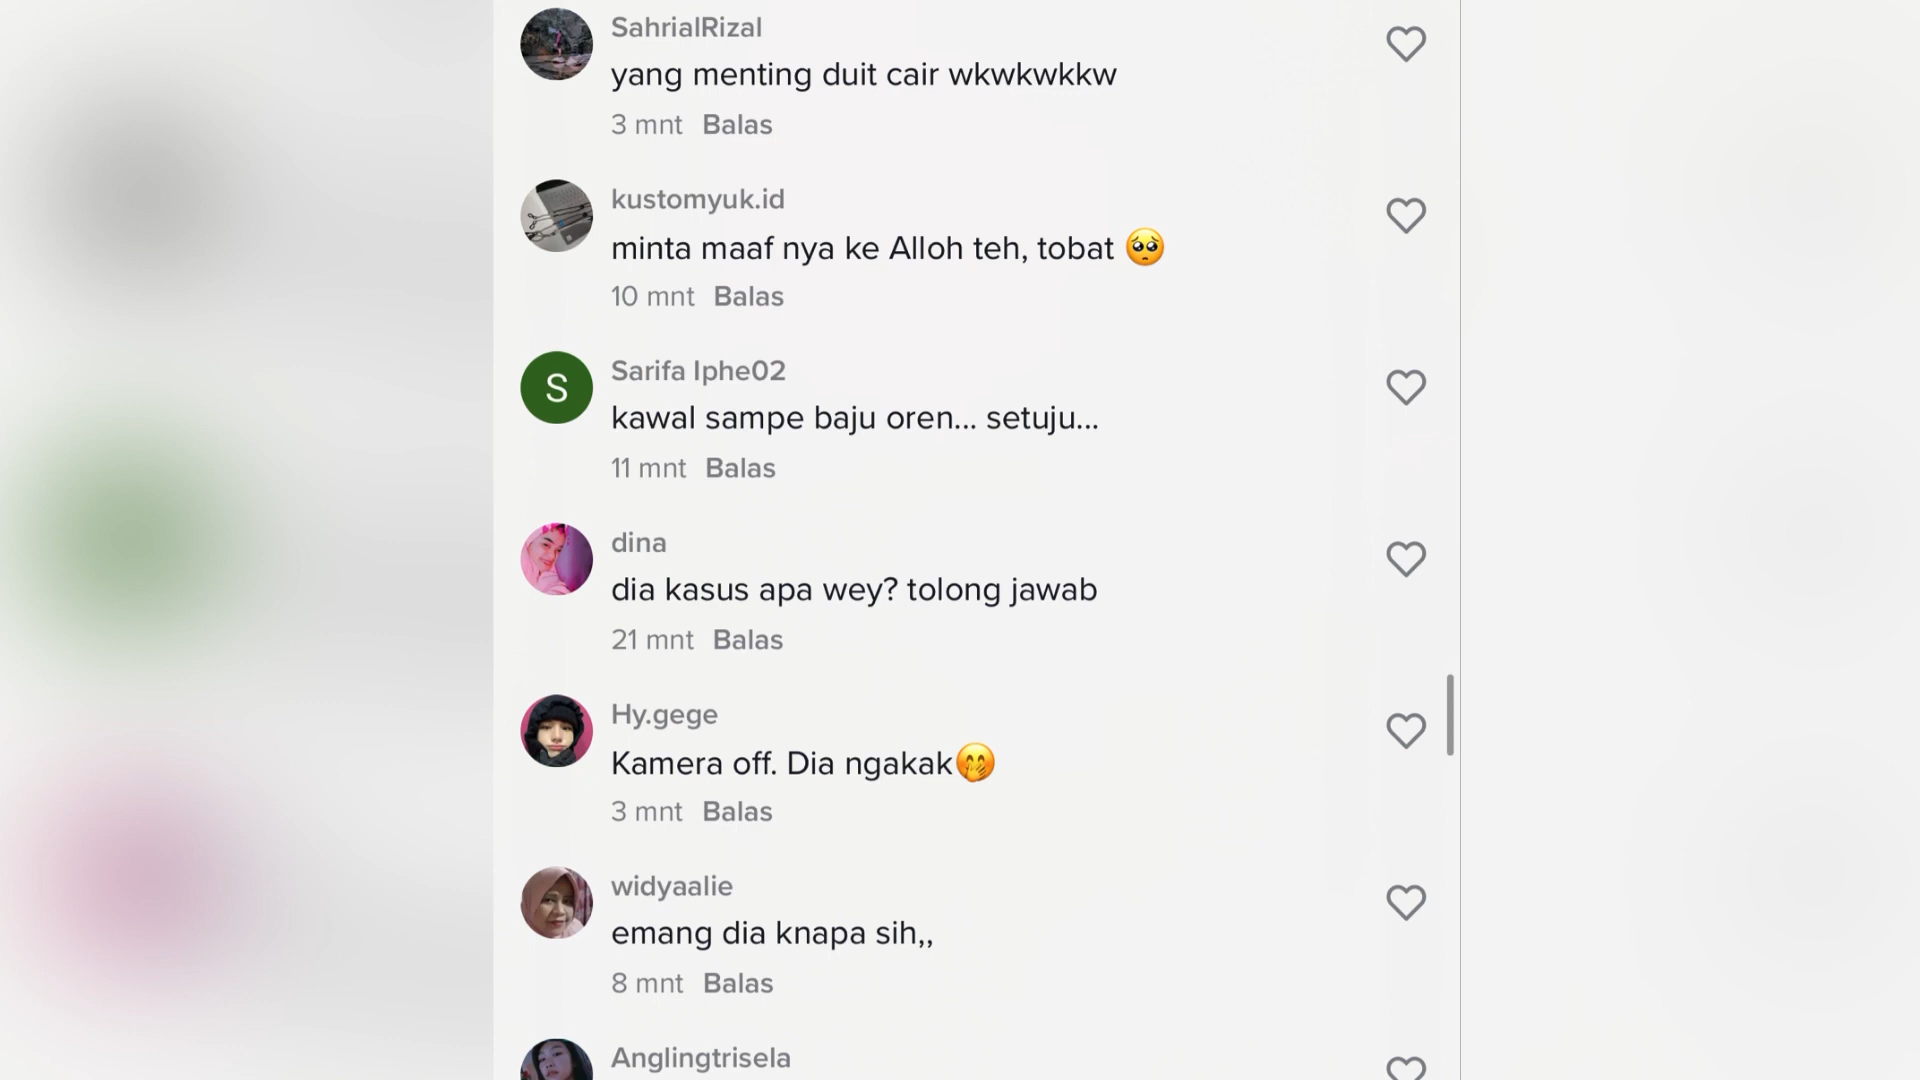 SahrialRizal
yang menting duit cair wkwkwkkw
3 mnt Balas
kustomyuk.id
minta maaf nya ke Alloh teh, tobat 🥺
10 mnt Balas
S
Sarifa Iphe02
kawal sampe baju oren... setuju...
11 mnt Balas
dina
dia kasus apa wey? tolong jawab
21 mnt Balas
Hy.gege
Kamera off. Dia ngakak🤭
3 mnt Balas
widyaalie
emang dia knapa sih,,
8 mnt Balas
Anglingtrisela